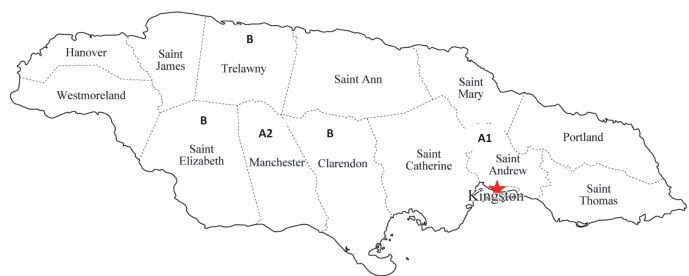 Hanover
Westmoreland
Saint
James
B
Trelawny
Saint Ann
Saint
Mary
B
Saint
Elizabeth
A2
Manchester
B
Clarendon
Saint
Catherine
A1
Saint
Andrew
Kingston
Portland
Saint
Thomas